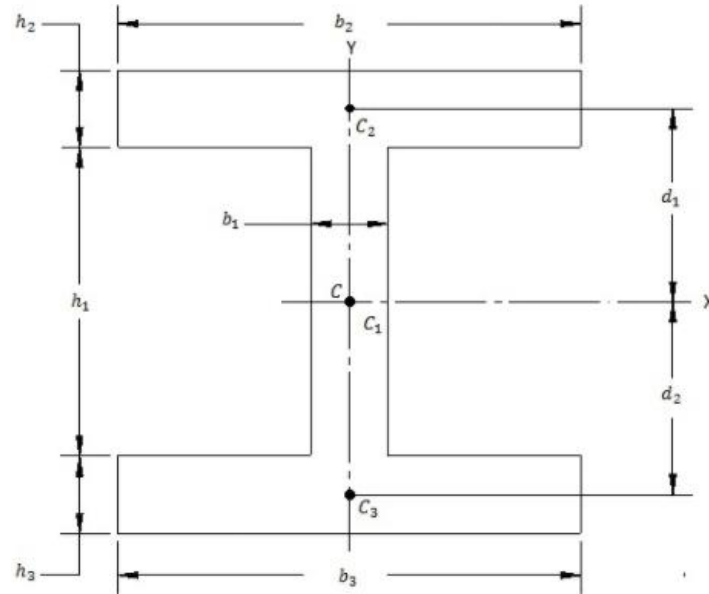 h₂
b₂
Y
C₂
d₁
b₁
C
X
h₁
C₁
d₂
C₃
h₃
b₃